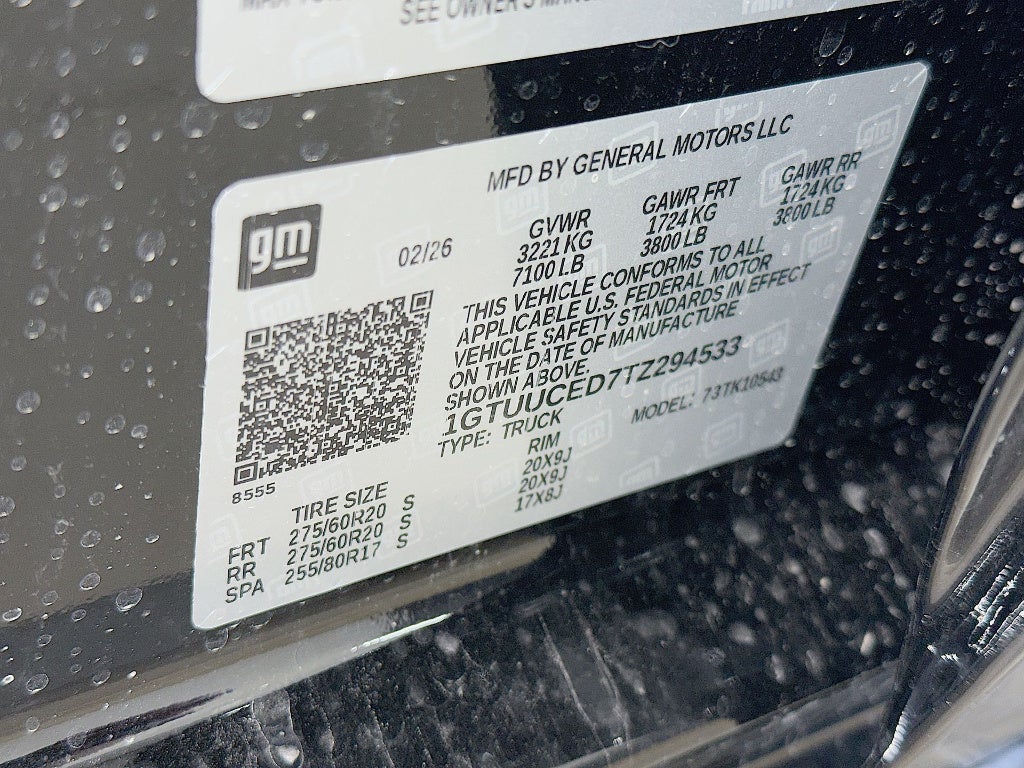 SEE OWNER'S
MFD BY GENERAL MOTORS LLC
gm
02/26
GVWR
3221 KG
7100 LB
GAWR FRT
1724 KG
3800 LB
GAWR RR
1724 KG
3800 LB
THIS VEHICLE CONFORMS TO ALL
APPLICABLE U.S. FEDERAL MOTOR
VEHICLE SAFETY STANDARDS IN EFFECT
ON THE DATE OF MANUFACTURE
SHOWN ABOVE.
1GTUUCED7TZ294533
TYPE: TRUCK MODEL: 73TK10543
8555
TIRE SIZE RIM
FRT 275/60R20 S 20X9J
RR 275/60R20 S 20X9J
SPA 255/80R17 S 17X8J